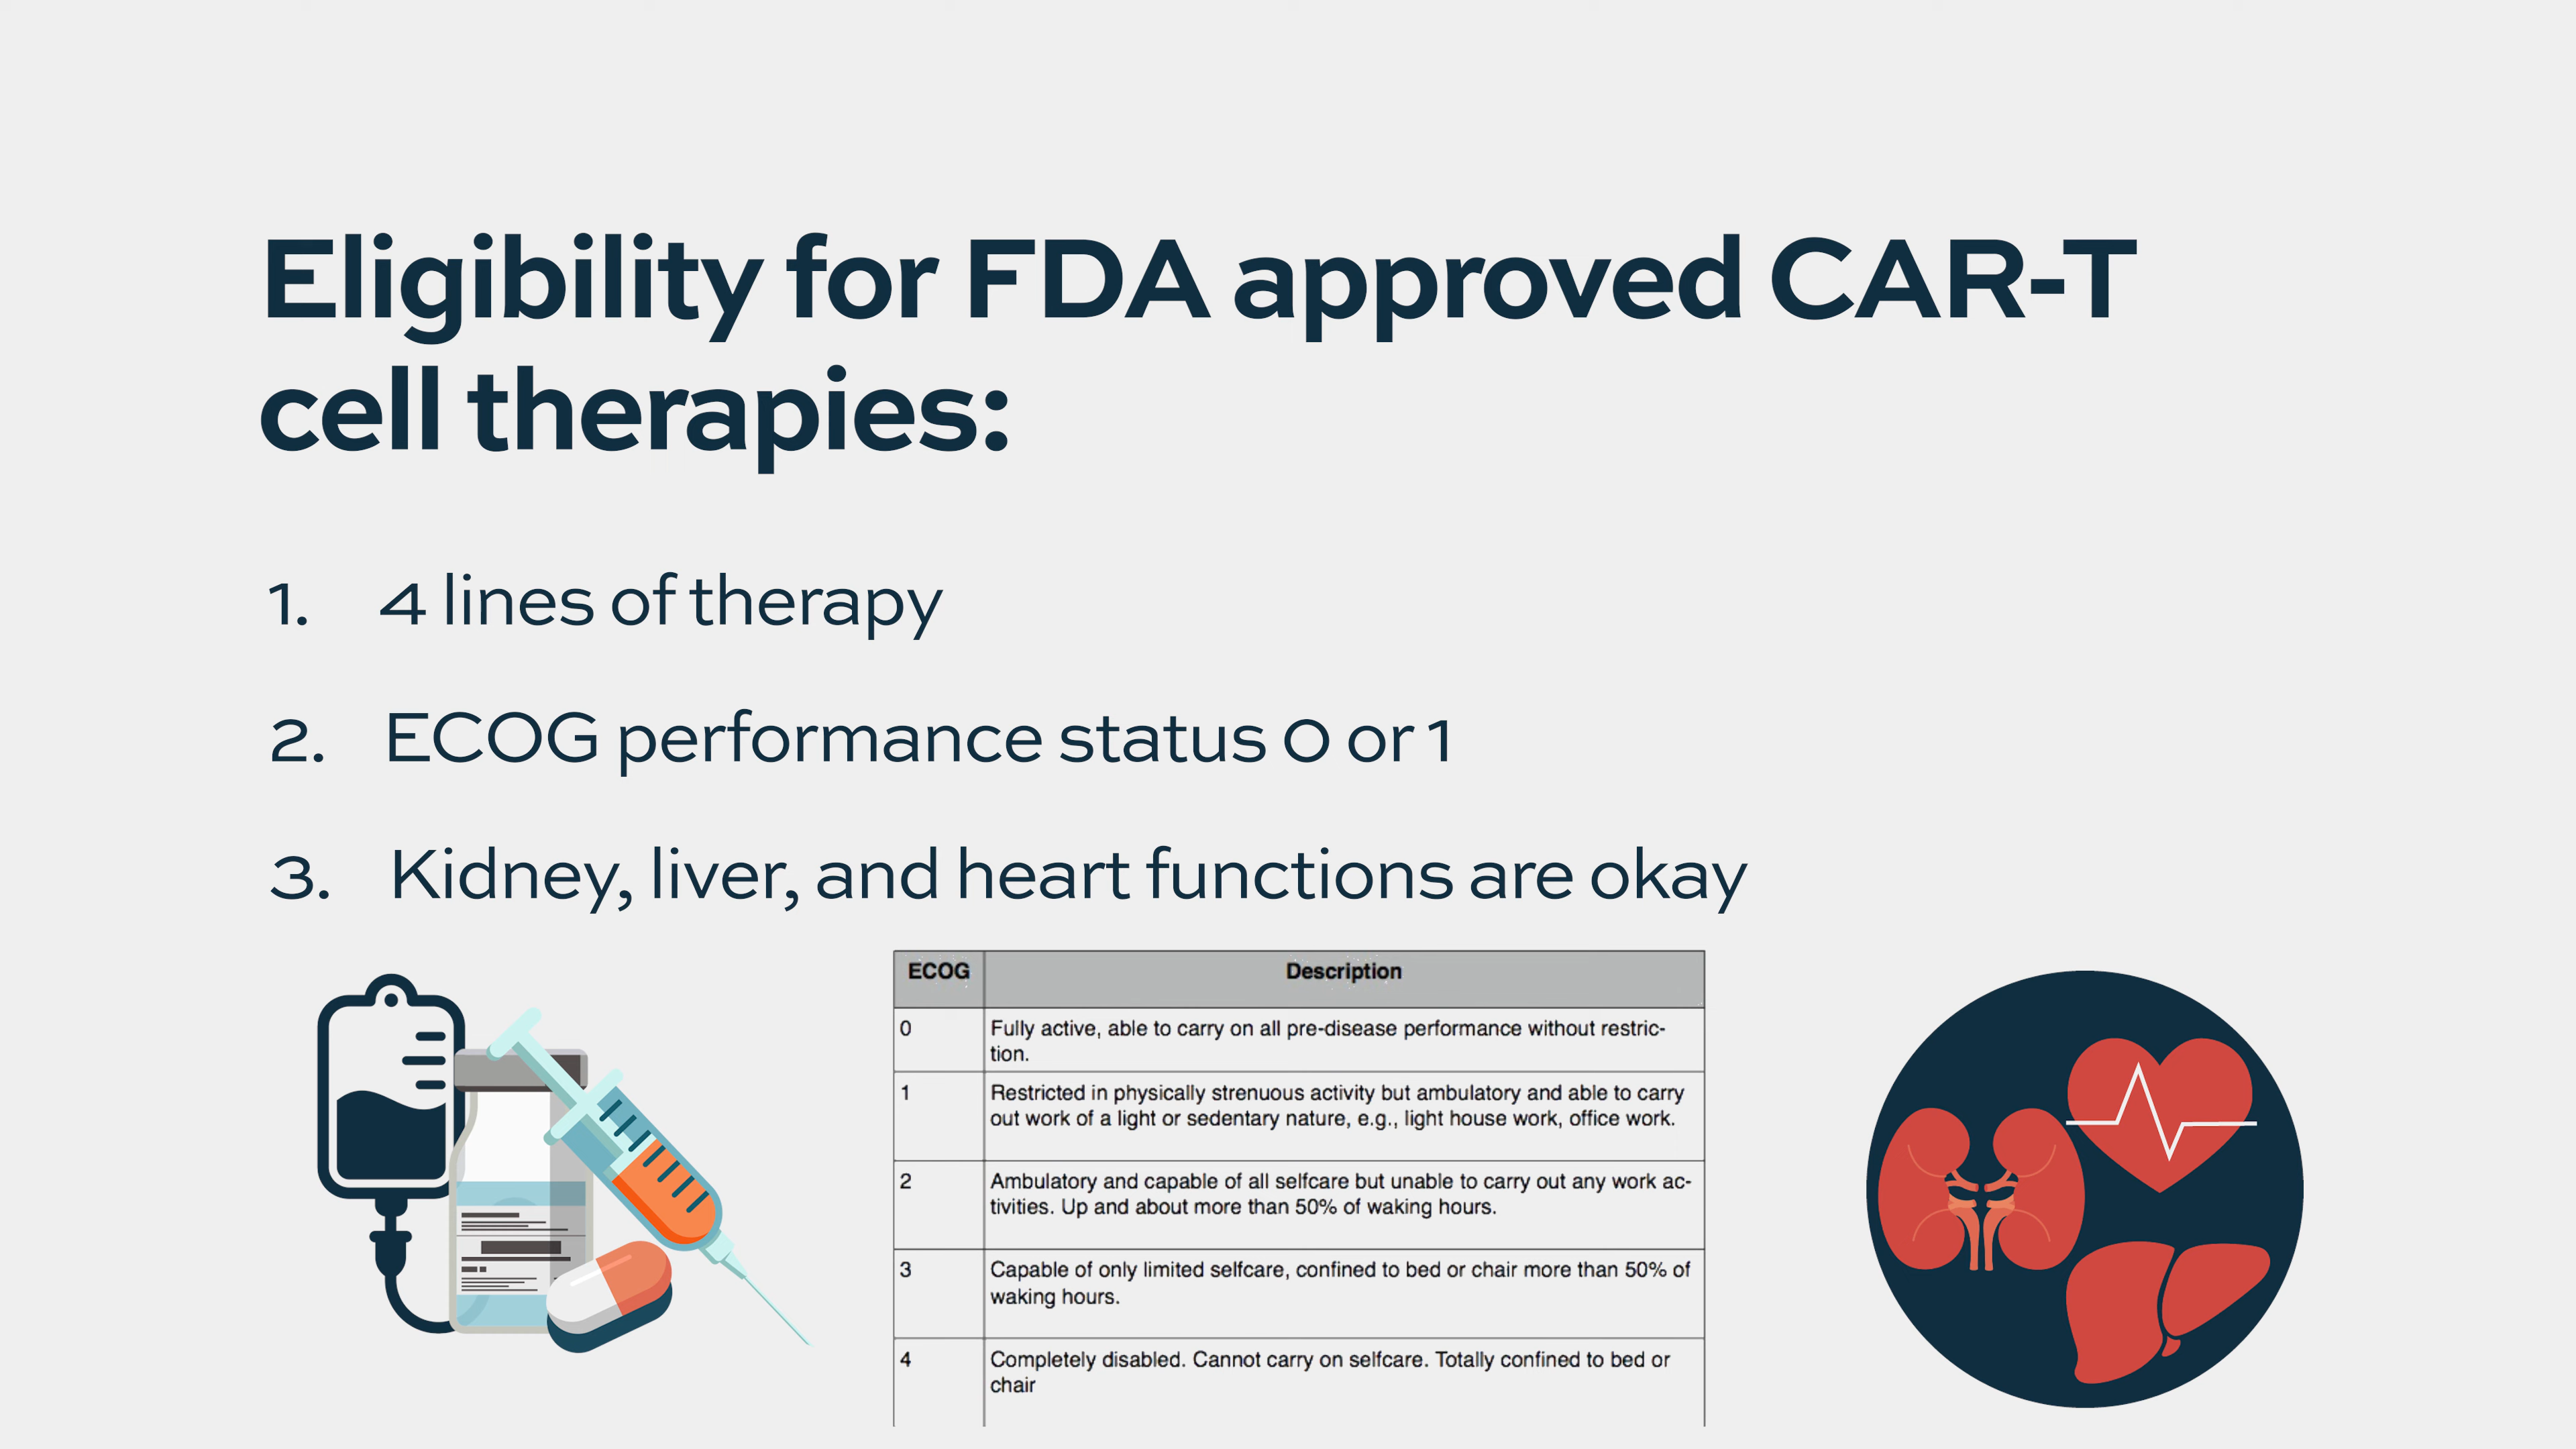 Eligibility for FDA approved CAR-T
cell therapies:
1. 4 lines of therapy
2. ECOG performance status 0 or 1
3. Kidney, liver, and heart functions are okay
ECOG Description
0 Fully active, able to carry on all pre-disease performance without restric-
tion.
1 Restricted in physically strenuous activity but ambulatory and able to carry
out work of a light or sedentary nature, e.g., light house work, office work.
2 Ambulatory and capable of all selfcare but unable to carry out any work ac-
tivities. Up and about more than 50% of waking hours.
3 Capable of only limited selfcare, confined to bed or chair more than 50% of
waking hours.
4 Completely disabled. Cannot carry on selfcare. Totally confined to bed or
chair